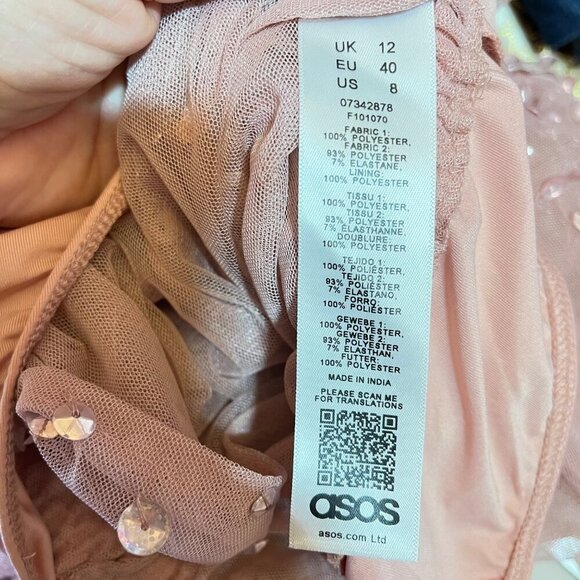 UK 12
EU 40
US 8
07342878
F101070
FABRIC 1:
100% POLYESTER,
FABRIC 2:
93% POLYESTER
7% ELASTANE,
LINING:
100% POLYESTER
TISSU 1:
100% POLYESTER,
TISSU 2:
93% POLYESTER
7% ÉLASTHANNE,
DOUBLURE:
100% POLYESTER
TEJIDO 1:
100% POLIÉSTER,
TEJIDO 2:
93% POLIÉSTER
7% ELASTANO,
FORRO:
100% POLIÉSTER
GEWEBE 1:
100% POLYESTER,
GEWEBE 2:
93% POLYESTER
7% ELASTHAN,
FUTTER:
100% POLYESTER
MADE IN INDIA
PLEASE SCAN ME
FOR TRANSLATIONS
asos
asos.com Ltd